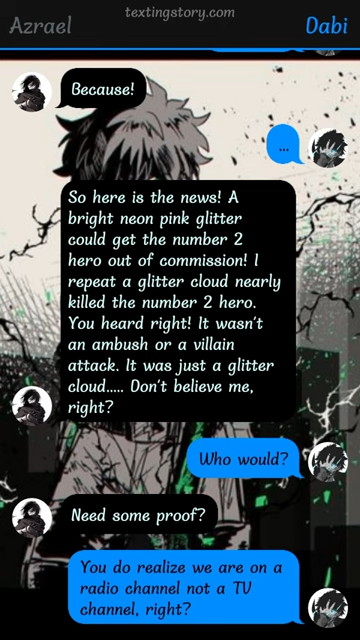 textingstory.com
Azrael
Dabi
Because!
...
So here is the news! A
bright neon pink glitter
could get the number 2
hero out of commission! I
repeat a glitter cloud nearly
killed the number 2 hero.
You heard right! It wasn't
an ambush or a villain
attack. It was just a glitter
cloud..... Don't believe me,
right?
Who would?
Need some proof?
You do realize we are on a
radio channel not a TV
channel, right?